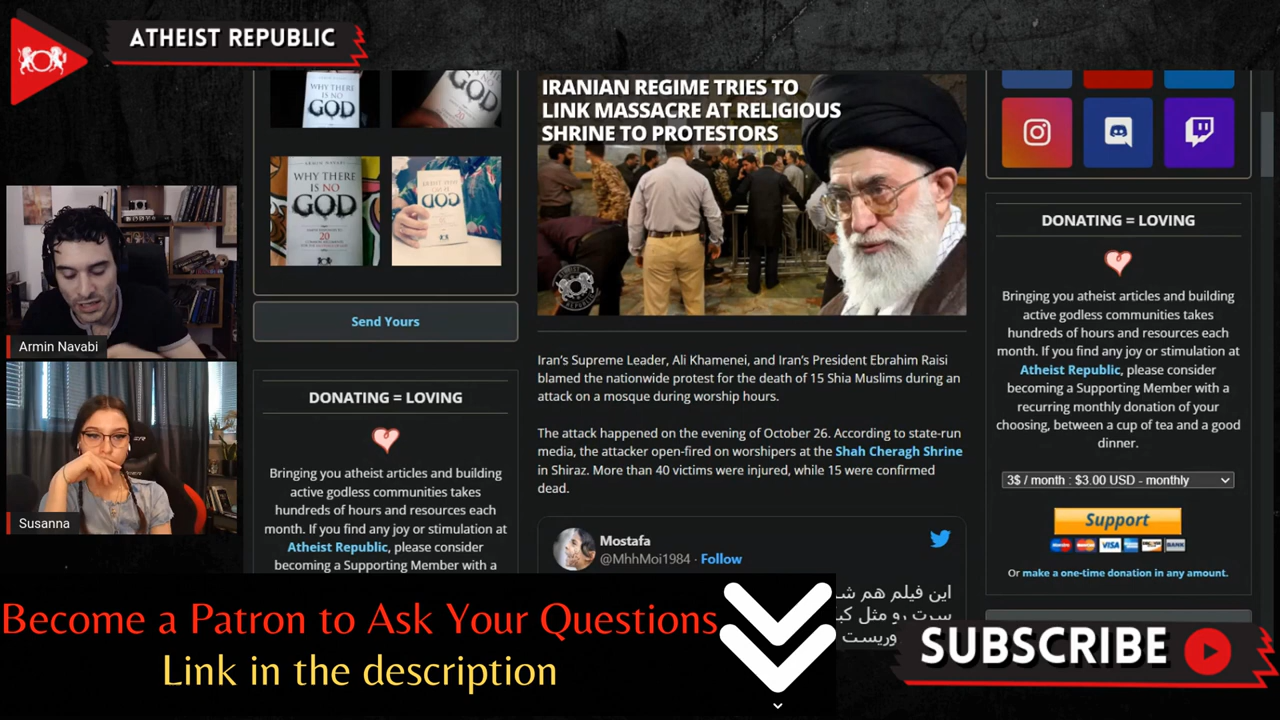 ATHEIST REPUBLIC
WHY THERE
IS NO
GOD
GOD
WHY THERE
IS NO
GOD
20
GOD
Send Yours
DONATING = LOVING
Bringing you atheist articles and building
active godless communities takes
hundreds of hours and resources each
month. If you find any joy or stimulation at
Atheist Republic, please consider
becoming a Supporting Member with a
IRANIAN REGIME TRIES TO
LINK MASSACRE AT RELIGIOUS
SHRINE TO PROTESTORS
Iran's Supreme Leader, Ali Khamenei, and Iran's President Ebrahim Raisi
blamed the nationwide protest for the death of 15 Shia Muslims during an
attack on a mosque during worship hours.
The attack happened on the evening of October 26. According to state-run
media, the attacker open-fired on worshipers at the Shah Cheragh Shrine
in Shiraz. More than 40 victims were injured, while 15 were confirmed
dead.
Mostafa
@MhhMoi1984 · Follow
این فیلم هم
سرت رو مثل
وریست
DONATING = LOVING
Bringing you atheist articles and building
active godless communities takes
hundreds of hours and resources each
month. If you find any joy or stimulation at
Atheist Republic, please consider
becoming a Supporting Member with a
recurring monthly donation of your
choosing, between a cup of tea and a good
dinner.
3$ / month : $3.00 USD - monthly
Support
VISA
BANK
Or make a one-time donation in any amount.
Armin Navabi
Susanna
Become a Patron to Ask Your Questions
Link in the description
SUBSCRIBE